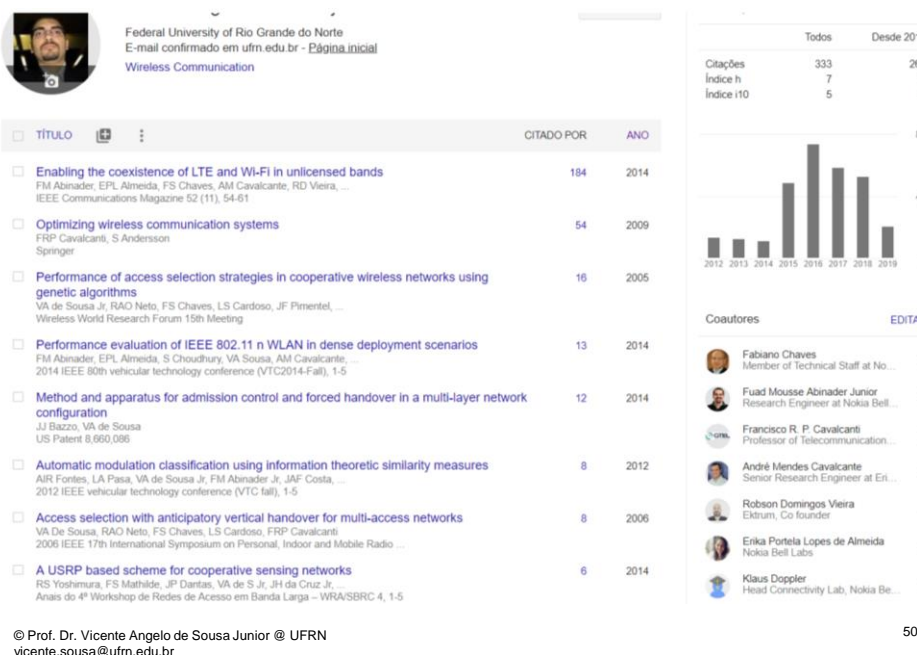 Federal University of Rio Grande do Norte
E-mail confirmado em ufrn.edu.br - Página inicial
Wireless Communication
TÍTULO
CITADO POR
ANO
Enabling the coexistence of LTE and Wi-Fi in unlicensed bands 184 2014
FM Abinader, EPL Almeida, FS Chaves, AM Cavalcante, RD Vieira, ...
IEEE Communications Magazine 52 (11), 54-61
Optimizing wireless communication systems 54 2009
FRP Cavalcanti, S Andersson
Springer
Performance of access selection strategies in cooperative wireless networks using 16 2005
genetic algorithms
VA de Sousa Jr, RAO Neto, FS Chaves, LS Cardoso, JF Pimentel, ...
Wireless World Research Forum 15th Meeting
Performance evaluation of IEEE 802.11 n WLAN in dense deployment scenarios 13 2014
FM Abinader, EPL Almeida, S Choudhury, VA Sousa, AM Cavalcante, ...
2014 IEEE 80th vehicular technology conference (VTC2014-Fall), 1-5
Method and apparatus for admission control and forced handover in a multi-layer network 12 2014
configuration
JJ Bazzo, VA de Sousa
US Patent 8,660,086
Automatic modulation classification using information theoretic similarity measures 8 2012
AIR Fontes, LA Pasa, VA de Sousa Jr, FM Abinader Jr, JAF Costa, ...
2012 IEEE vehicular technology conference (VTC fall), 1-5
Access selection with anticipatory vertical handover for multi-access networks 8 2006
VA De Sousa, RAO Neto, FS Chaves, LS Cardoso, FRP Cavalcanti
2006 IEEE 17th International Symposium on Personal, Indoor and Mobile Radio ...
A USRP based scheme for cooperative sensing networks 6 2014
RS Yoshimura, FS Mathilde, JP Dantas, VA de S Jr, JH da Cruz Jr, ...
Anais do 4º Workshop de Redes de Acesso em Banda Larga – WRA/SBRC 4, 1-5
Todos Desde 201
Citações 333 26
Índice h 7
Índice i10 5
2012 2013 2014 2015 2016 2017 2018 2019
Coautores EDITA
Fabiano Chaves
Member of Technical Staff at No...
Fuad Mousse Abinader Junior
Research Engineer at Nokia Bell...
GTEL
Francisco R. P. Cavalcanti
Professor of Telecommunication...
André Mendes Cavalcante
Senior Research Engineer at Eri...
Robson Domingos Vieira
Ektrum, Co founder
Erika Portela Lopes de Almeida
Nokia Bell Labs
Klaus Doppler
Head Connectivity Lab, Nokia Be...
© Prof. Dr. Vicente Angelo de Sousa Junior @ UFRN
vicente.sousa@ufrn.edu.br
50